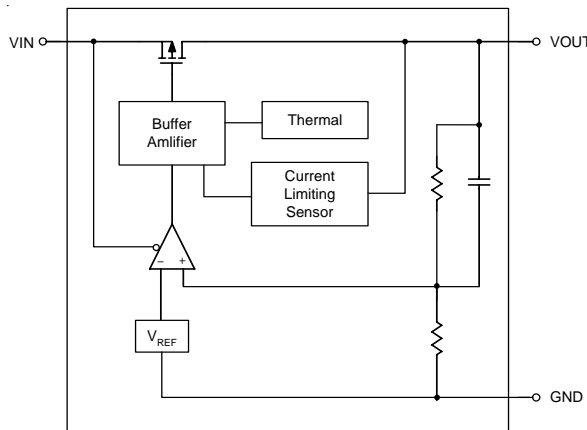 VIN
VOUT
Buffer
Amlifier
Thermal
Current
Limiting
Sensor
− +
VREF
GND